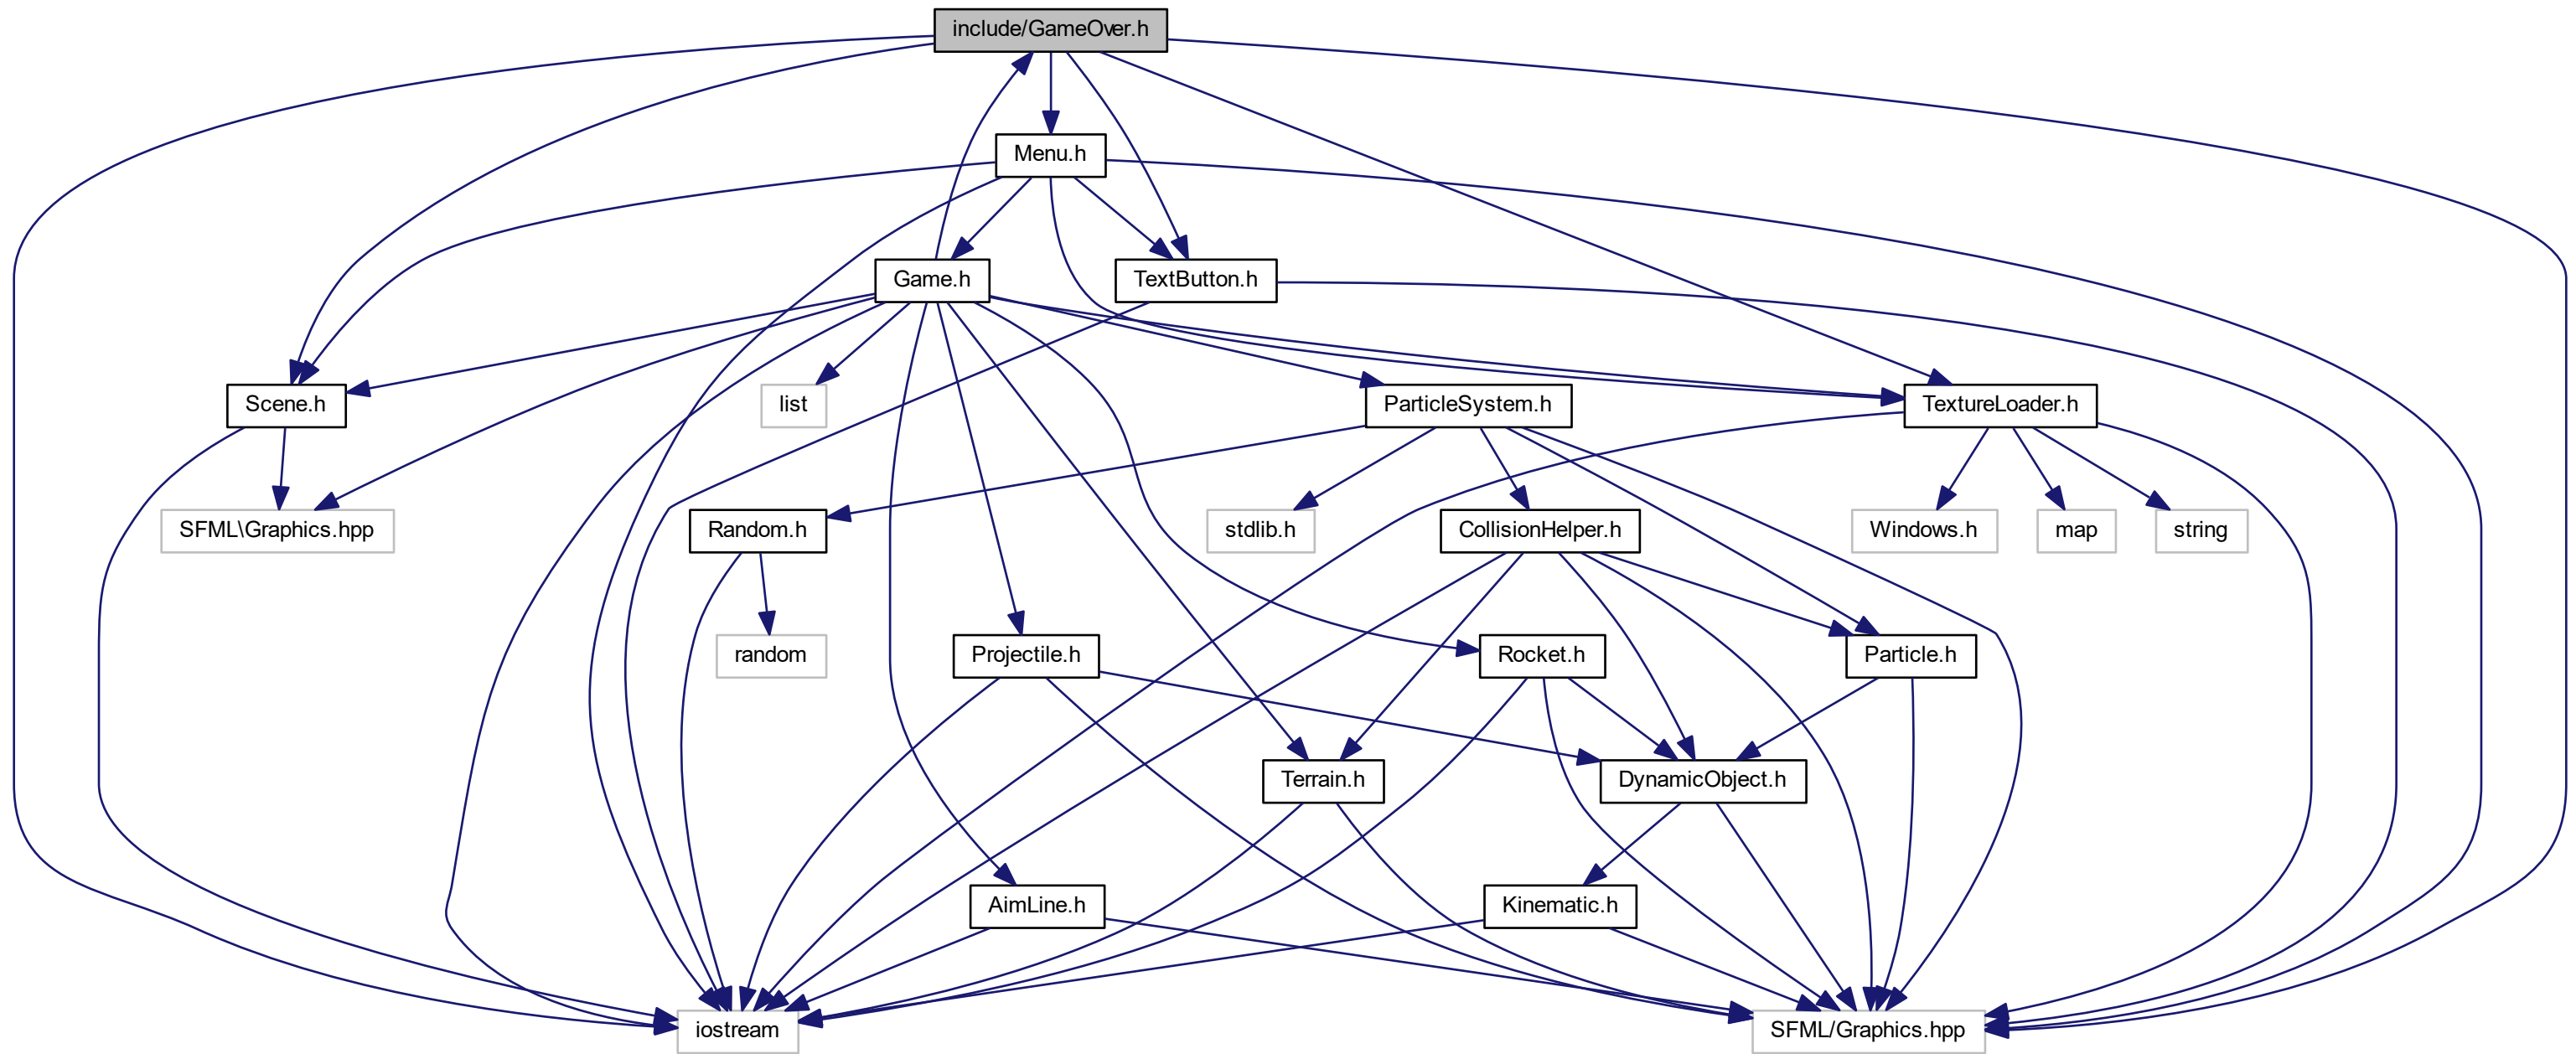 include/GameOver.h
Menu.h
Game.h
TextButton.h
Scene.h
list
ParticleSystem.h
TextureLoader.h
SFML\Graphics.hpp
Random.h
stdlib.h
CollisionHelper.h
Windows.h
map
string
random
Projectile.h
Rocket.h
Particle.h
Terrain.h
DynamicObject.h
AimLine.h
Kinematic.h
iostream
SFML/Graphics.hpp